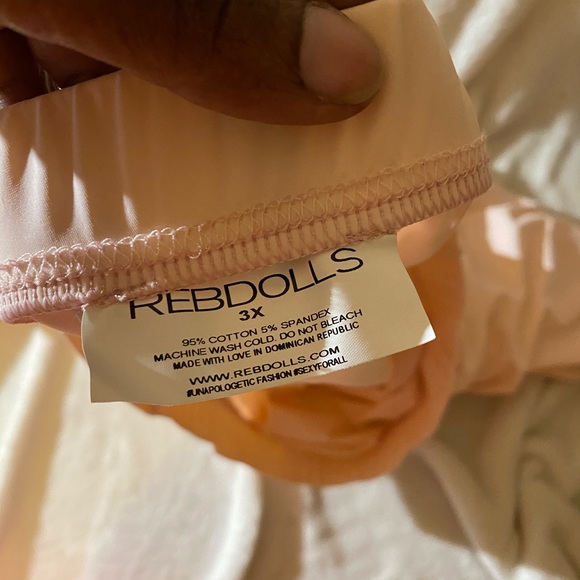 REBDOLLS
3X
95% COTTON 5% SPANDEX
MACHINE WASH COLD. DO NOT BLEACH
MADE WITH LOVE IN DOMINICAN REPUBLIC
WWW.REBDOLLS.COM
#UNAPOLOGETIC FASHION #SEXYFORALL